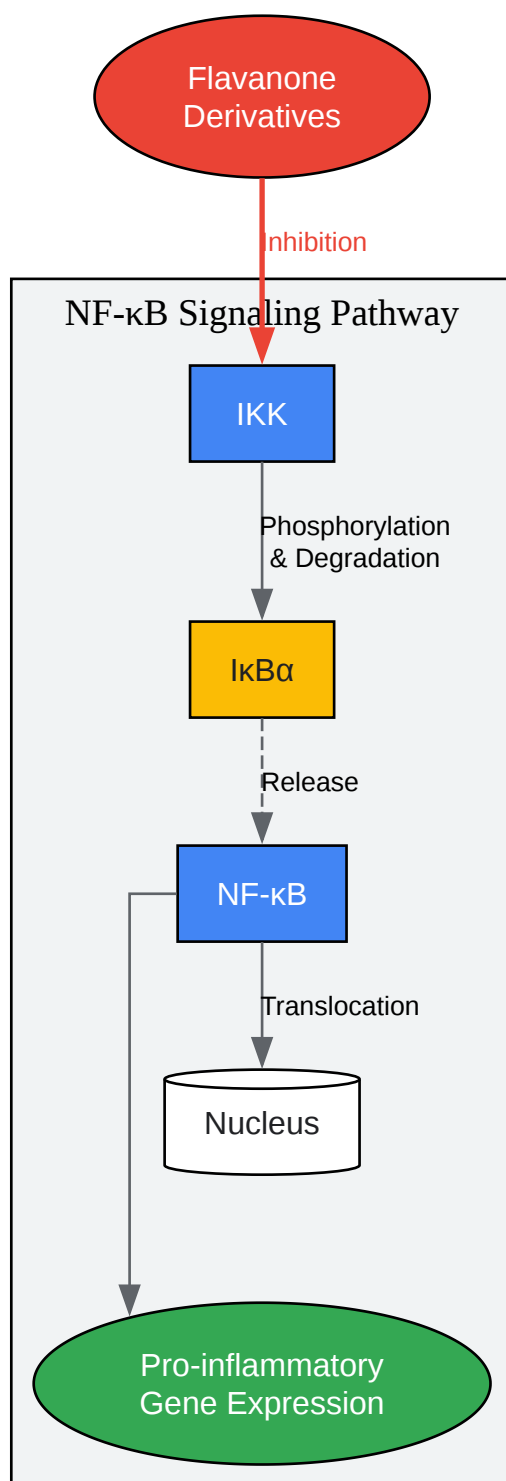 Flavanone
Derivatives
Inhibition
NF-κB Signaling Pathway
IKK
Phosphorylation
& Degradation
IκBα
Release
NF-κB
Translocation
Nucleus
Pro-inflammatory
Gene Expression